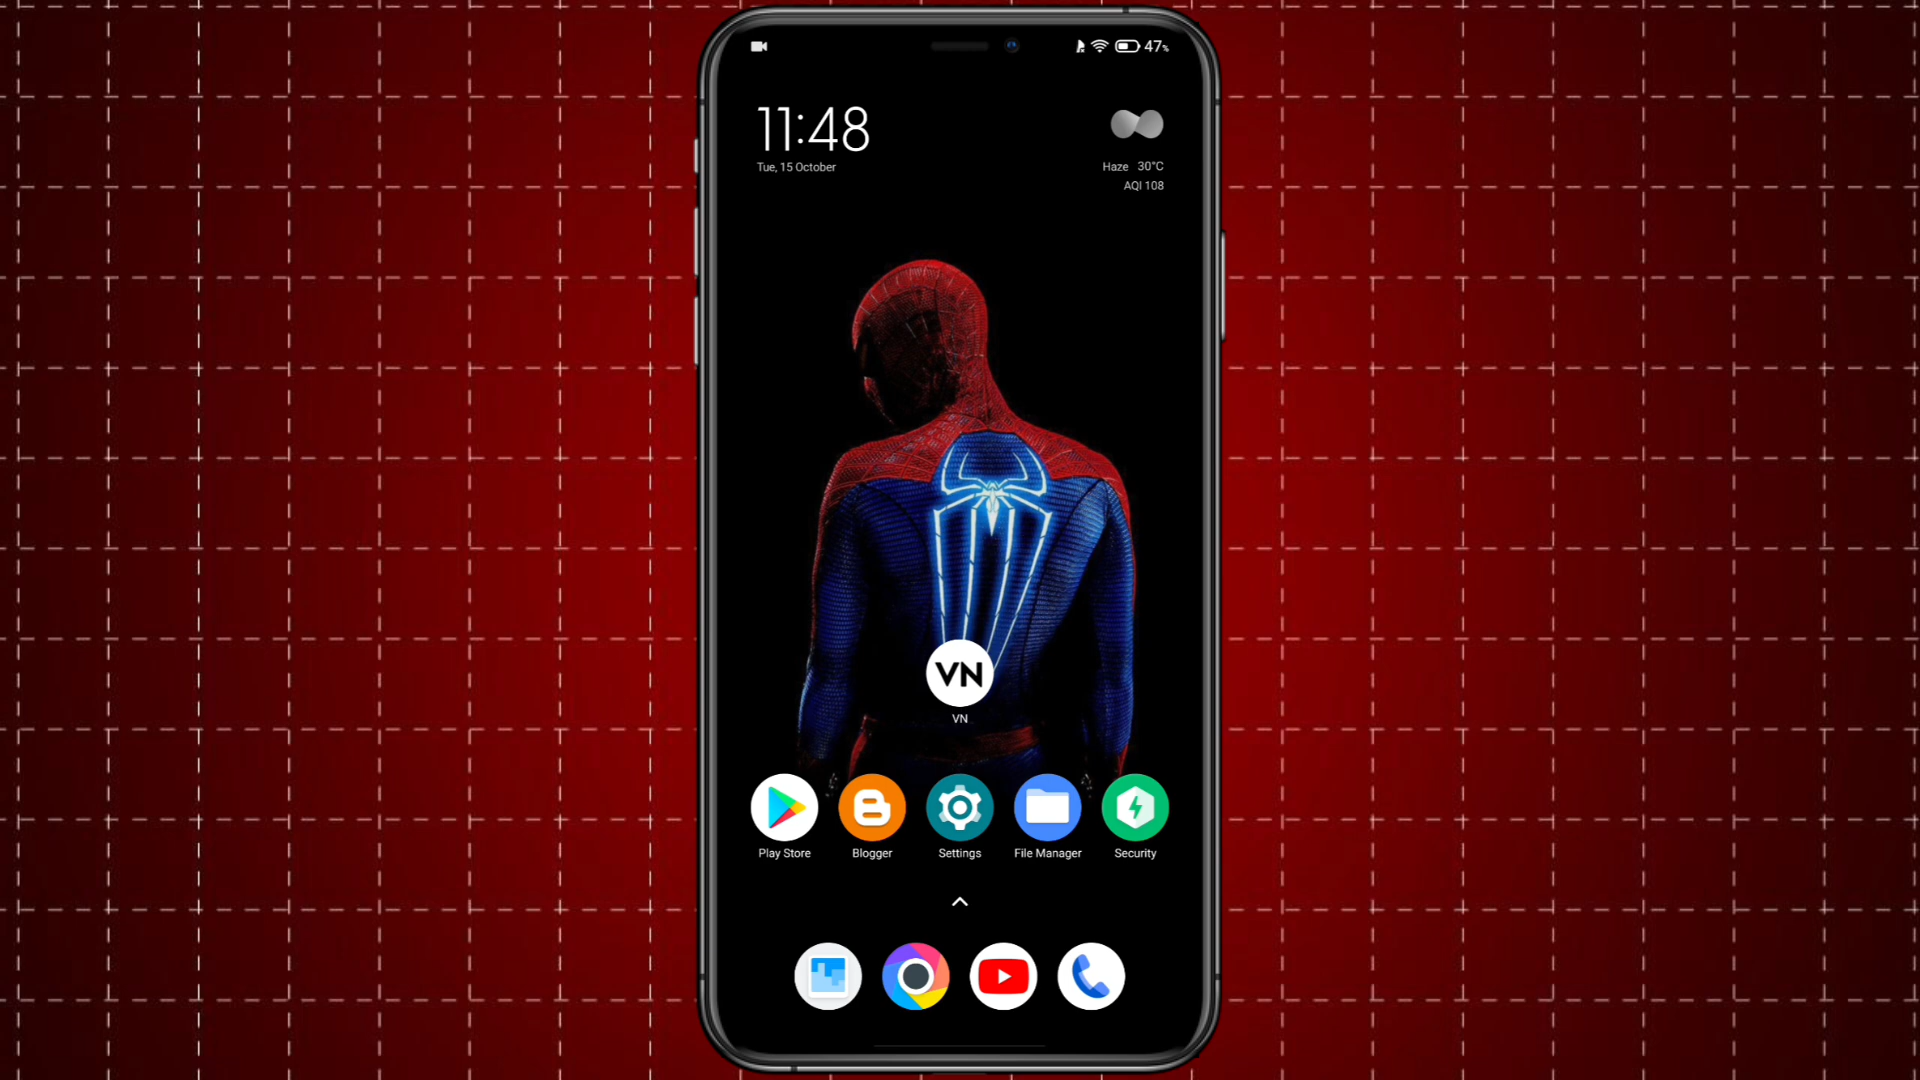 47%
11:48
Tue, 15 October
Haze 30°C
AQI 108
VN
VN
Play Store
Blogger
Settings
File Manager
Security